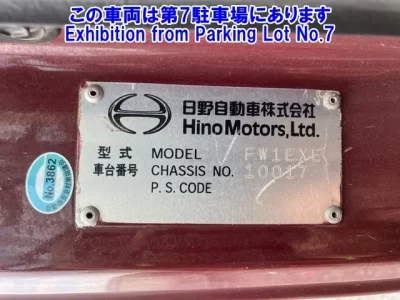 この車両は第7駐車場にあります
Exhibition from Parking Lot No.7
日野自動車株式会社
Hino Motors, Ltd.
型式 MODEL FW1EXE
車台番号 CHASSIS NO. 10017
P.S. CODE
No.3862